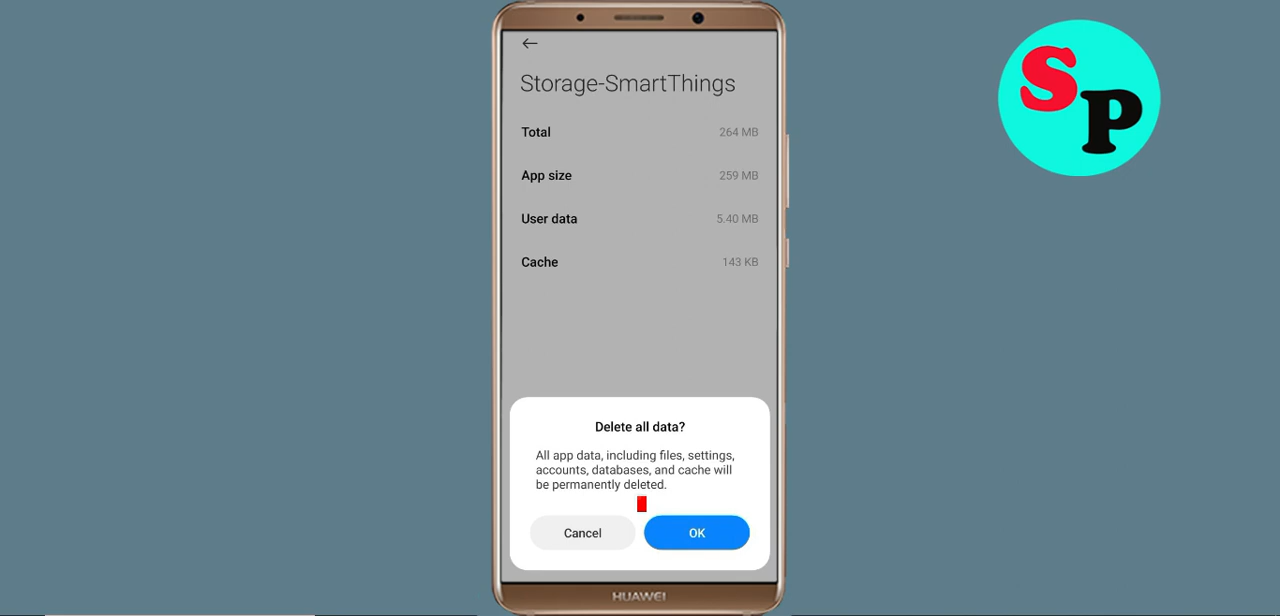 Storage-SmartThings
Total 264 MB
App size 259 MB
User data 5.40 MB
Cache 143 KB
Delete all data?
All app data, including files, settings,
accounts, databases, and cache will
be permanently deleted.
Cancel OK
HUAWEI
SP